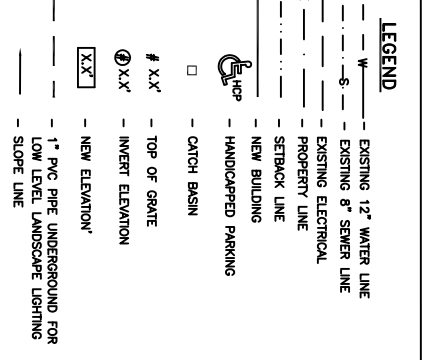 LEGEND
W - EXISTING 12" WATER LINE
S - EXISTING 8" SEWER LINE
- EXISTING ELECTRICAL
- PROPERTY LINE
- SETBACK LINE
- NEW BUILDING
HCP - HANDICAPPED PARKING
- CATCH BASIN
# X.X' - TOP OF GRATE
# X.X' - INVERT ELEVATION
X.X' - NEW ELEVATION'
- 1" PVC PIPE UNDERGROUND FOR
LOW LEVEL LANDSCAPE LIGHTING
- SLOPE LINE